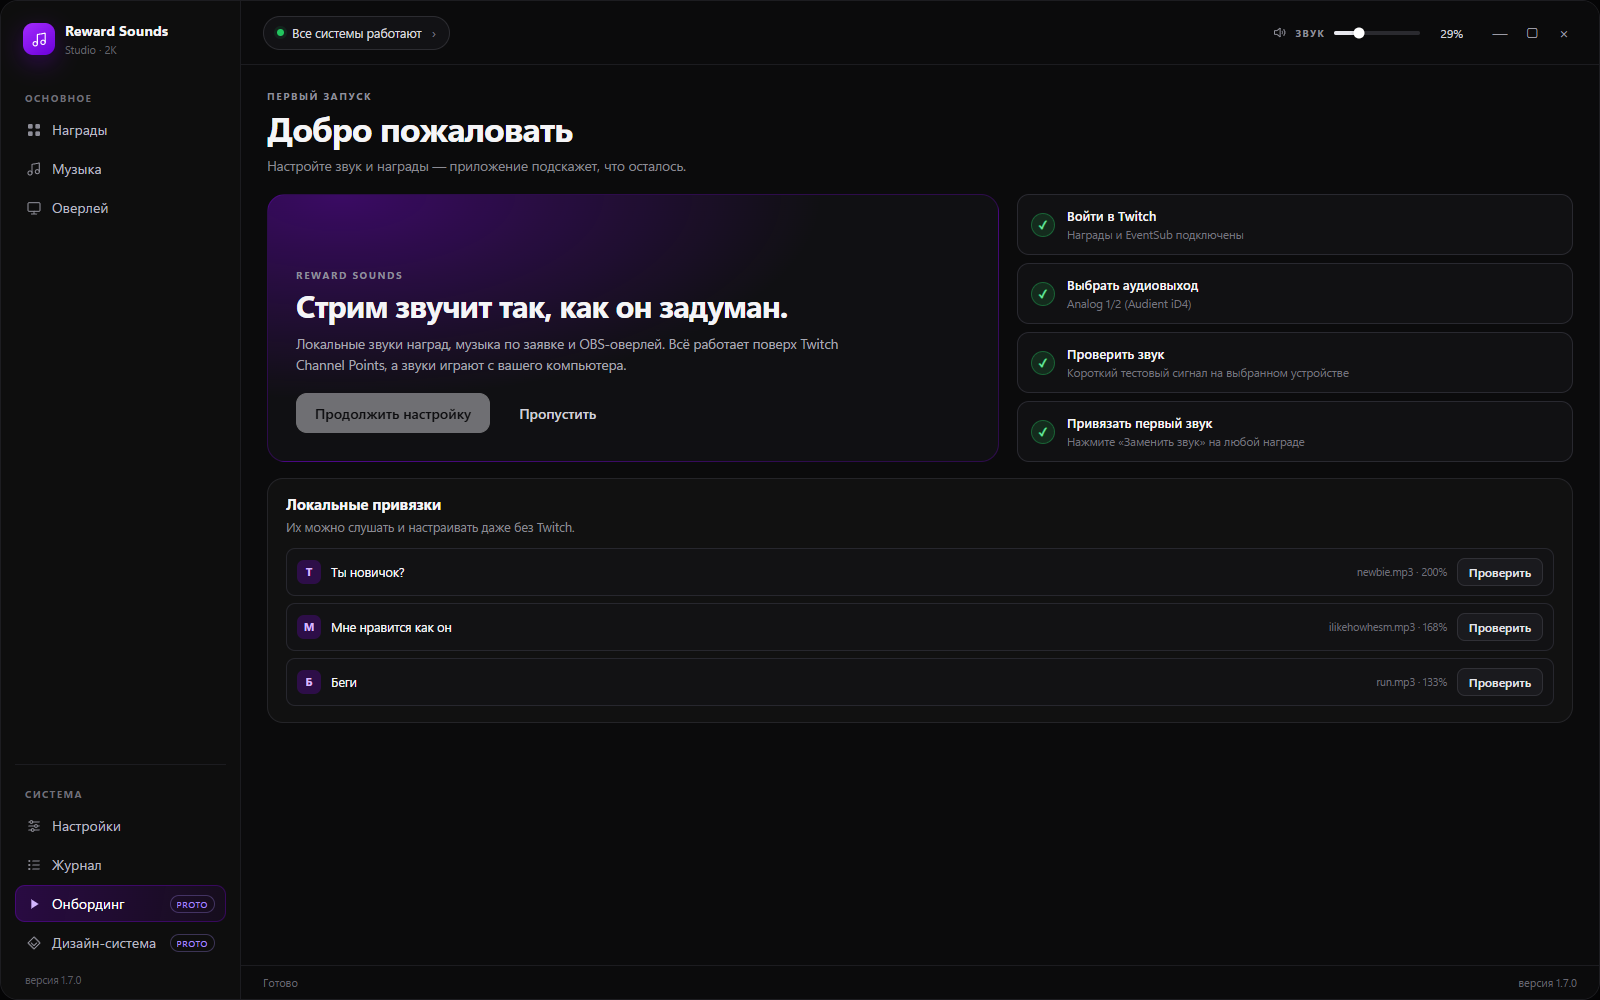 Reward Sounds
Studio · 2K
ОСНОВНОЕ
Награды
Музыка
Оверлей
СИСТЕМА
Настройки
Журнал
Онбординг PROTO
Дизайн-система PROTO
версия 1.7.0
Все системы работают ›
ЗВУК 29%
ПЕРВЫЙ ЗАПУСК
Добро пожаловать
Настройте звук и награды — приложение подскажет, что осталось.
REWARD SOUNDS
Стрим звучит так, как он задуман.
Локальные звуки наград, музыка по заявке и OBS-оверлей. Всё работает поверх Twitch
Channel Points, а звуки играют с вашего компьютера.
Продолжить настройку Пропустить
Войти в Twitch
Награды и EventSub подключены
Выбрать аудиовыход
Analog 1/2 (Audient iD4)
Проверить звук
Короткий тестовый сигнал на выбранном устройстве
Привязать первый звук
Нажмите «Заменить звук» на любой награде
Локальные привязки
Их можно слушать и настраивать даже без Twitch.
Т Ты новичок? newbie.mp3 · 200% Проверить
М Мне нравится как он ilikehowhesm.mp3 · 168% Проверить
Б Беги run.mp3 · 133% Проверить
Готово
версия 1.7.0